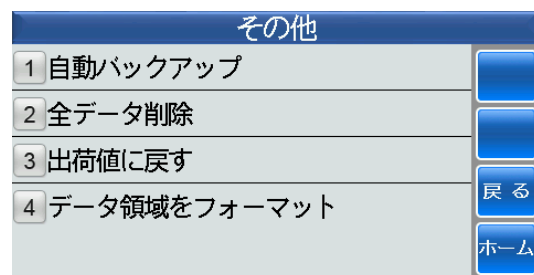 その他
1 自動バックアップ
2 全データ削除
3 出荷値に戻す
4 データ領域をフォーマット
戻る
ホーム